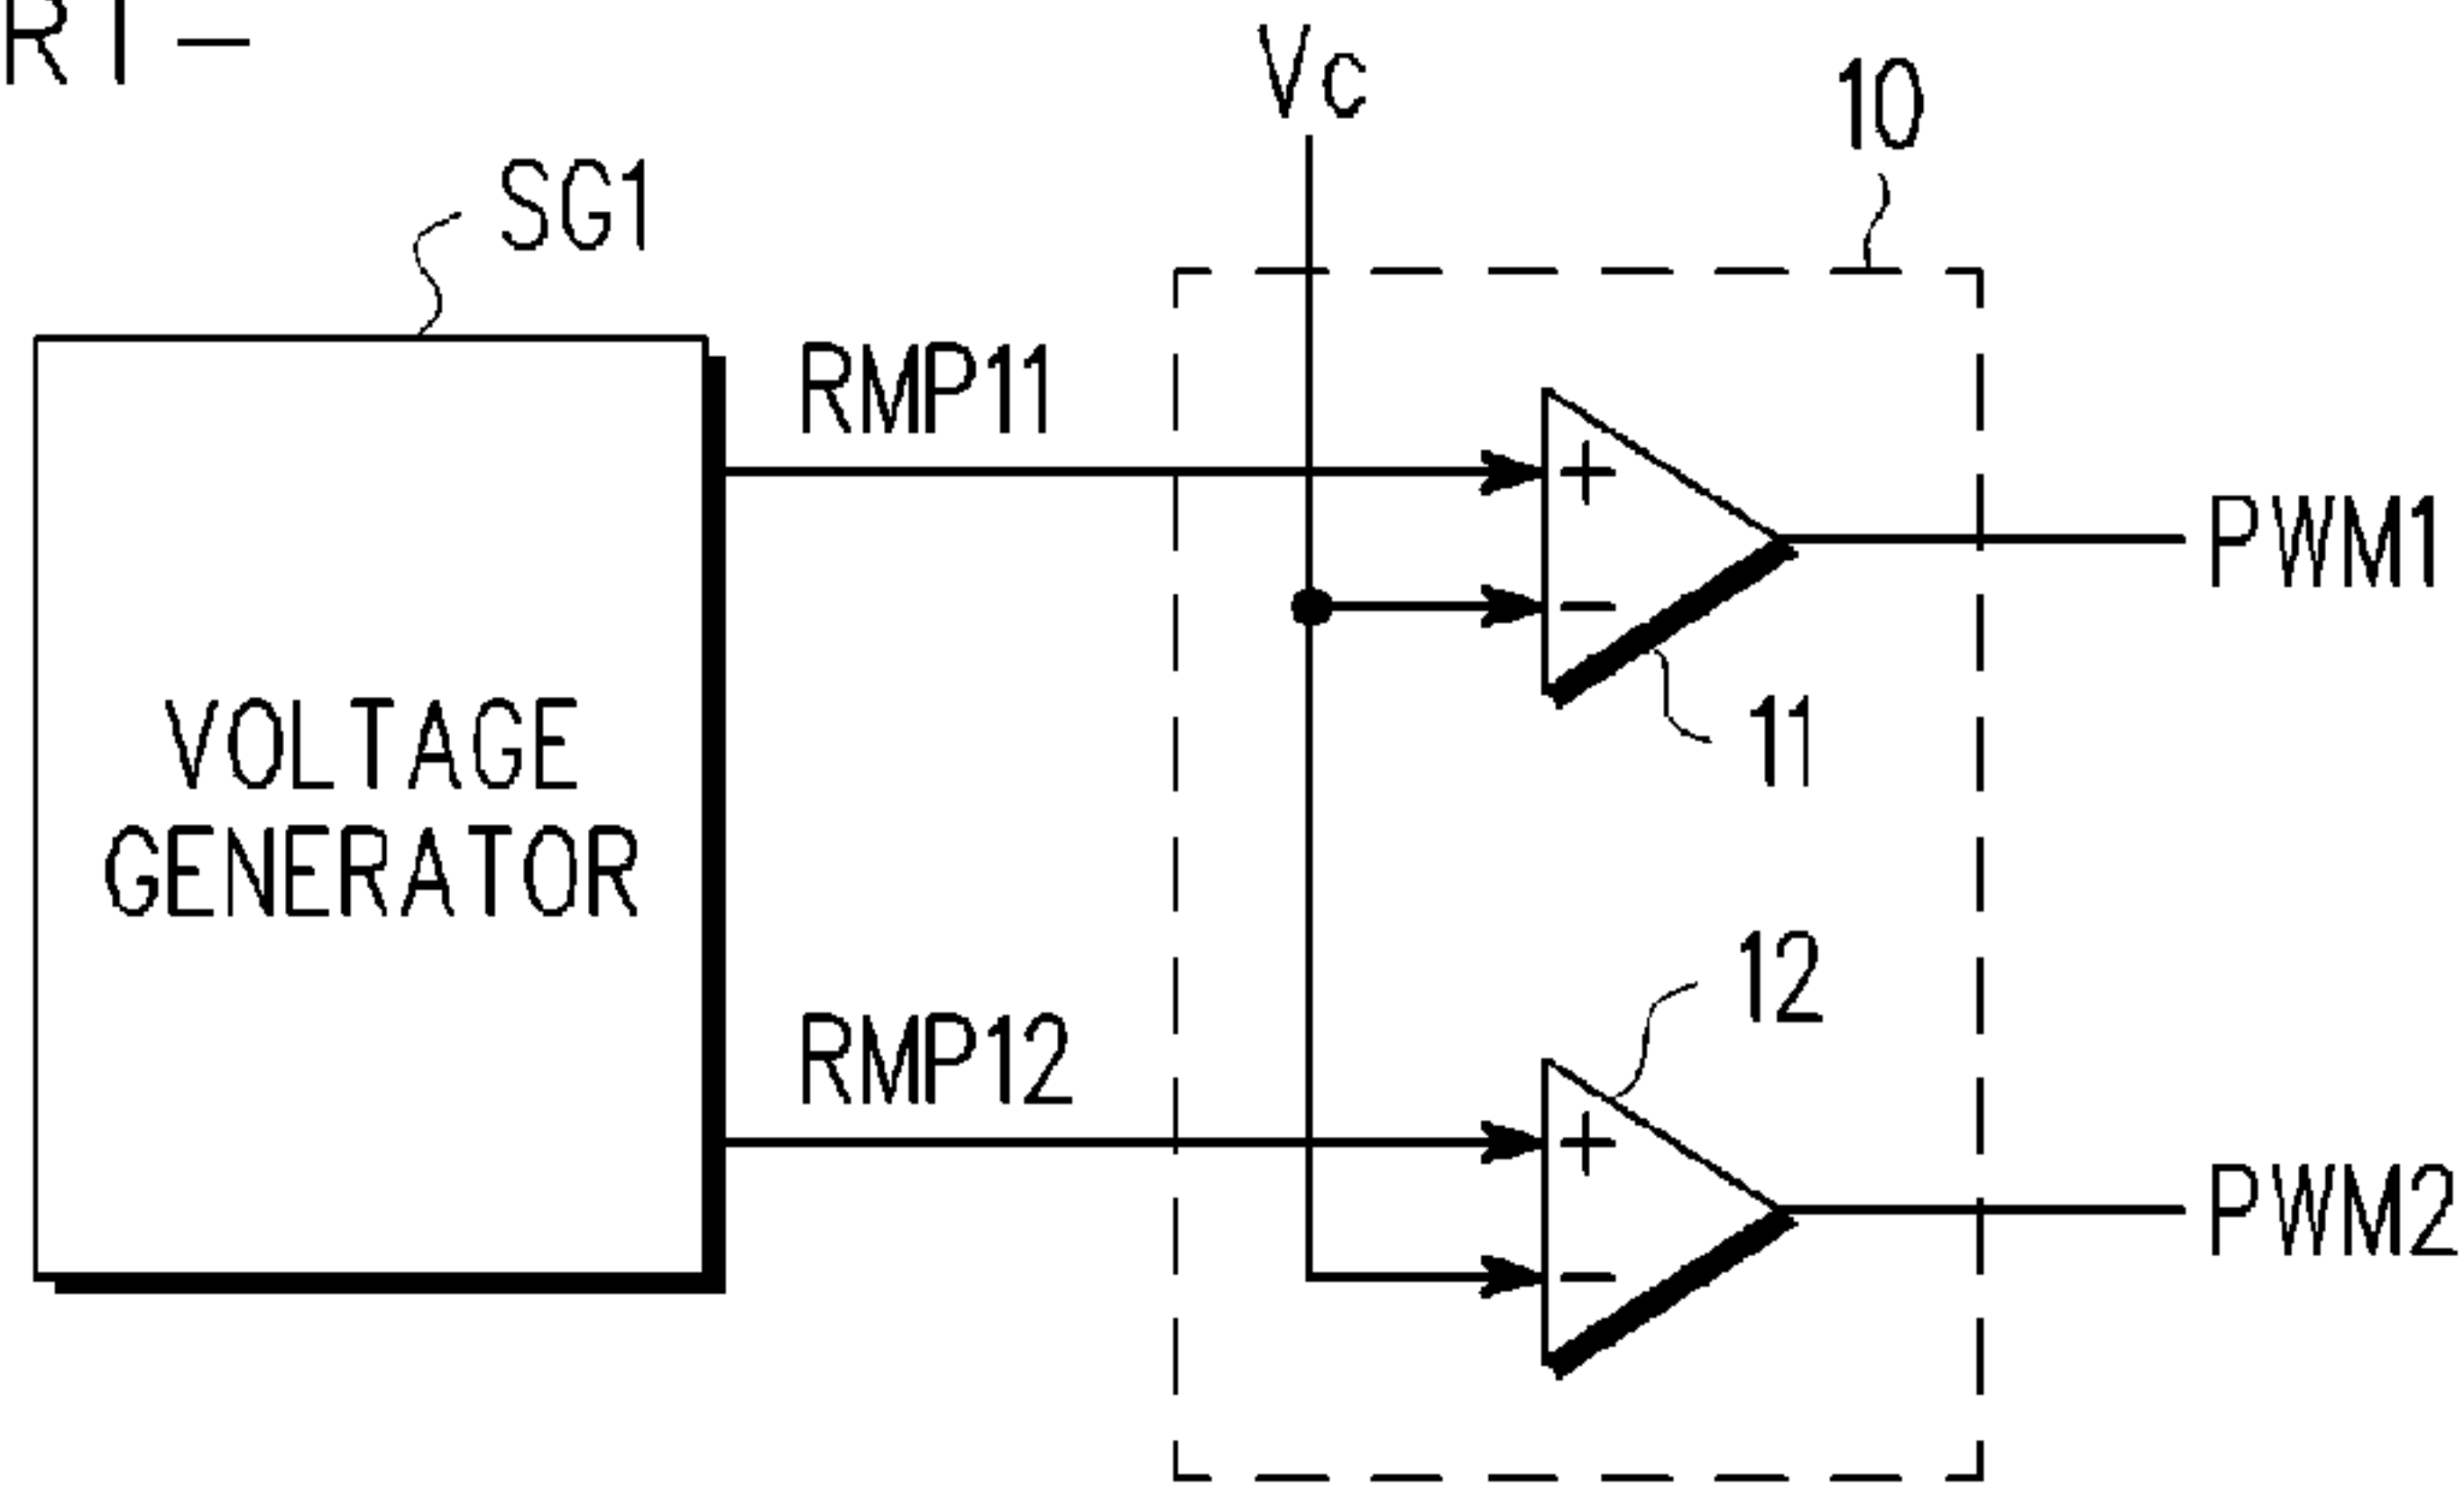 Vc
10
SG1
RMP11
+
PWM1
−
11
VOLTAGE
GENERATOR
12
RMP12
+
PWM2
−